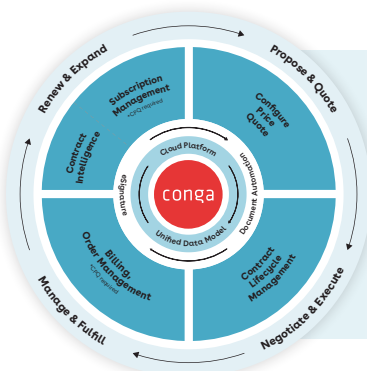 Renew & Expand
Propose & Quote
Subscription
Management
*CPQ required
Configure
Price
Quote
Contract
Intelligence
Cloud Platform
eSignature
conga
Document Automation
Unified Data Model
Billing,
Order Management
*CPQ required
Contract
Lifecycle
Management
Manage & Fulfill
Negotiate & Execute